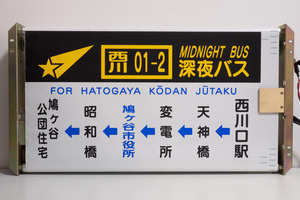 西川 01-2
MIDNIGHT BUS
深夜バス
FOR HATOGAYA KŌDAN JŪTAKU
西川口駅
天神橋
変電所
鳩ヶ谷市役所
昭和橋
鳩ヶ谷
公団住宅